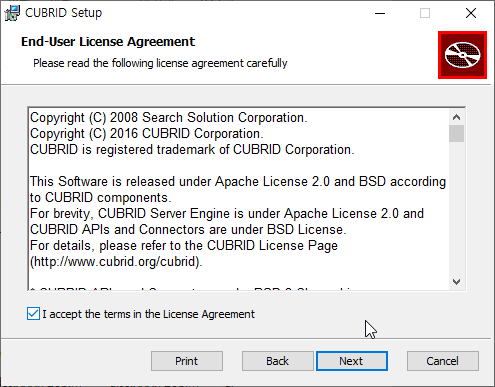 CUBRID Setup
End-User License Agreement
Please read the following license agreement carefully
Copyright (C) 2008 Search Solution Corporation.
Copyright (C) 2016 CUBRID Corporation.
CUBRID is registered trademark of CUBRID Corporation.
This Software is released under Apache License 2.0 and BSD according
to CUBRID components.
For brevity, CUBRID Server Engine is under Apache License 2.0 and
CUBRID APIs and Connectors are under BSD License.
For details, please refer to the CUBRID License Page
(http://www.cubrid.org/cubrid).
I accept the terms in the License Agreement
Print Back Next Cancel